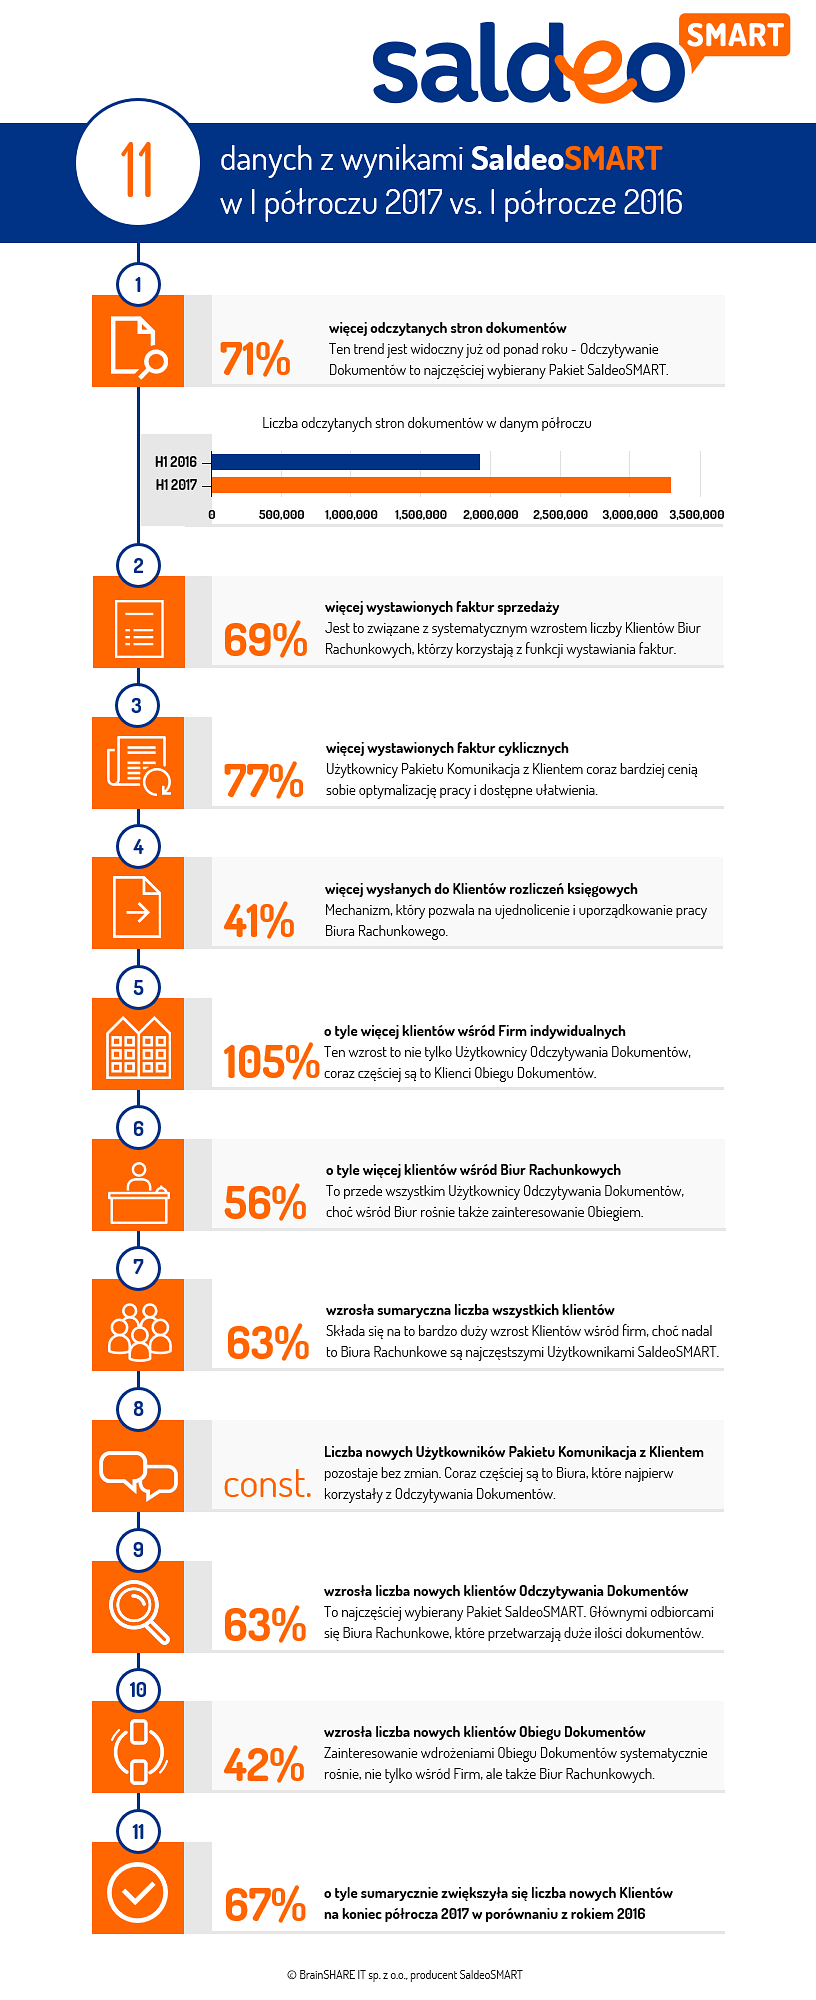 saldeo SMART
11
danych z wynikami SaldeoSMART
w I półroczu 2017 vs. I półrocze 2016
1
71%
więcej odczytanych stron dokumentów
Ten trend jest widoczny już od ponad roku - Odczytywanie
Dokumentów to najczęściej wybierany Pakiet SaldeoSMART.
Liczba odczytanych stron dokumentów w danym półroczu
H1 2016
H1 2017
0 500,000 1,000,000 1,500,000 2,000,000 2,500,000 3,000,000 3,500,000
2
69%
więcej wystawionych faktur sprzedaży
Jest to związane z systematycznym wzrostem liczby Klientów Biur
Rachunkowych, którzy korzystają z funkcji wystawiania faktur.
3
77%
więcej wystawionych faktur cyklicznych
Użytkownicy Pakietu Komunikacja z Klientem coraz bardziej cenią
sobie optymalizację pracy i dostępne ułatwienia.
4
41%
więcej wysłanych do Klientów rozliczeń księgowych
Mechanizm, który pozwala na ujednolicenie i uporządkowanie pracy
Biura Rachunkowego.
5
105%
o tyle więcej klientów wśród Firm indywidualnych
Ten wzrost to nie tylko Użytkownicy Odczytywania Dokumentów,
coraz częściej są to Klienci Obiegu Dokumentów.
6
56%
o tyle więcej klientów wśród Biur Rachunkowych
To przede wszystkim Użytkownicy Odczytywania Dokumentów,
choć wśród Biur rośnie także zainteresowanie Obiegiem.
7
63%
wzrosła sumaryczna liczba wszystkich klientów
Składa się na to bardzo duży wzrost Klientów wśród firm, choć nadal
to Biura Rachunkowe są najczęstszymi Użytkownikami SaldeoSMART.
8
const.
Liczba nowych Użytkowników Pakietu Komunikacja z Klientem
pozostaje bez zmian. Coraz częściej są to Biura, które najpierw
korzystały z Odczytywania Dokumentów.
9
63%
wzrosła liczba nowych klientów Odczytywania Dokumentów
To najczęściej wybierany Pakiet SaldeoSMART. Głównymi odbiorcami
się Biura Rachunkowe, które przetwarzają duże ilości dokumentów.
10
42%
wzrosła liczba nowych klientów Obiegu Dokumentów
Zainteresowanie wdrożeniami Obiegu Dokumentów systematycznie
rośnie, nie tylko wśród Firm, ale także Biur Rachunkowych.
11
67%
o tyle sumarycznie zwiększyła się liczba nowych Klientów
na koniec półrocza 2017 w porównaniu z rokiem 2016
© BrainSHARE IT sp. z o.o., producent SaldeoSMART